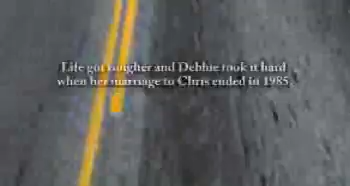 Life got tougher and Debbie took it hard
when her marriage to Chris ended in 1985.